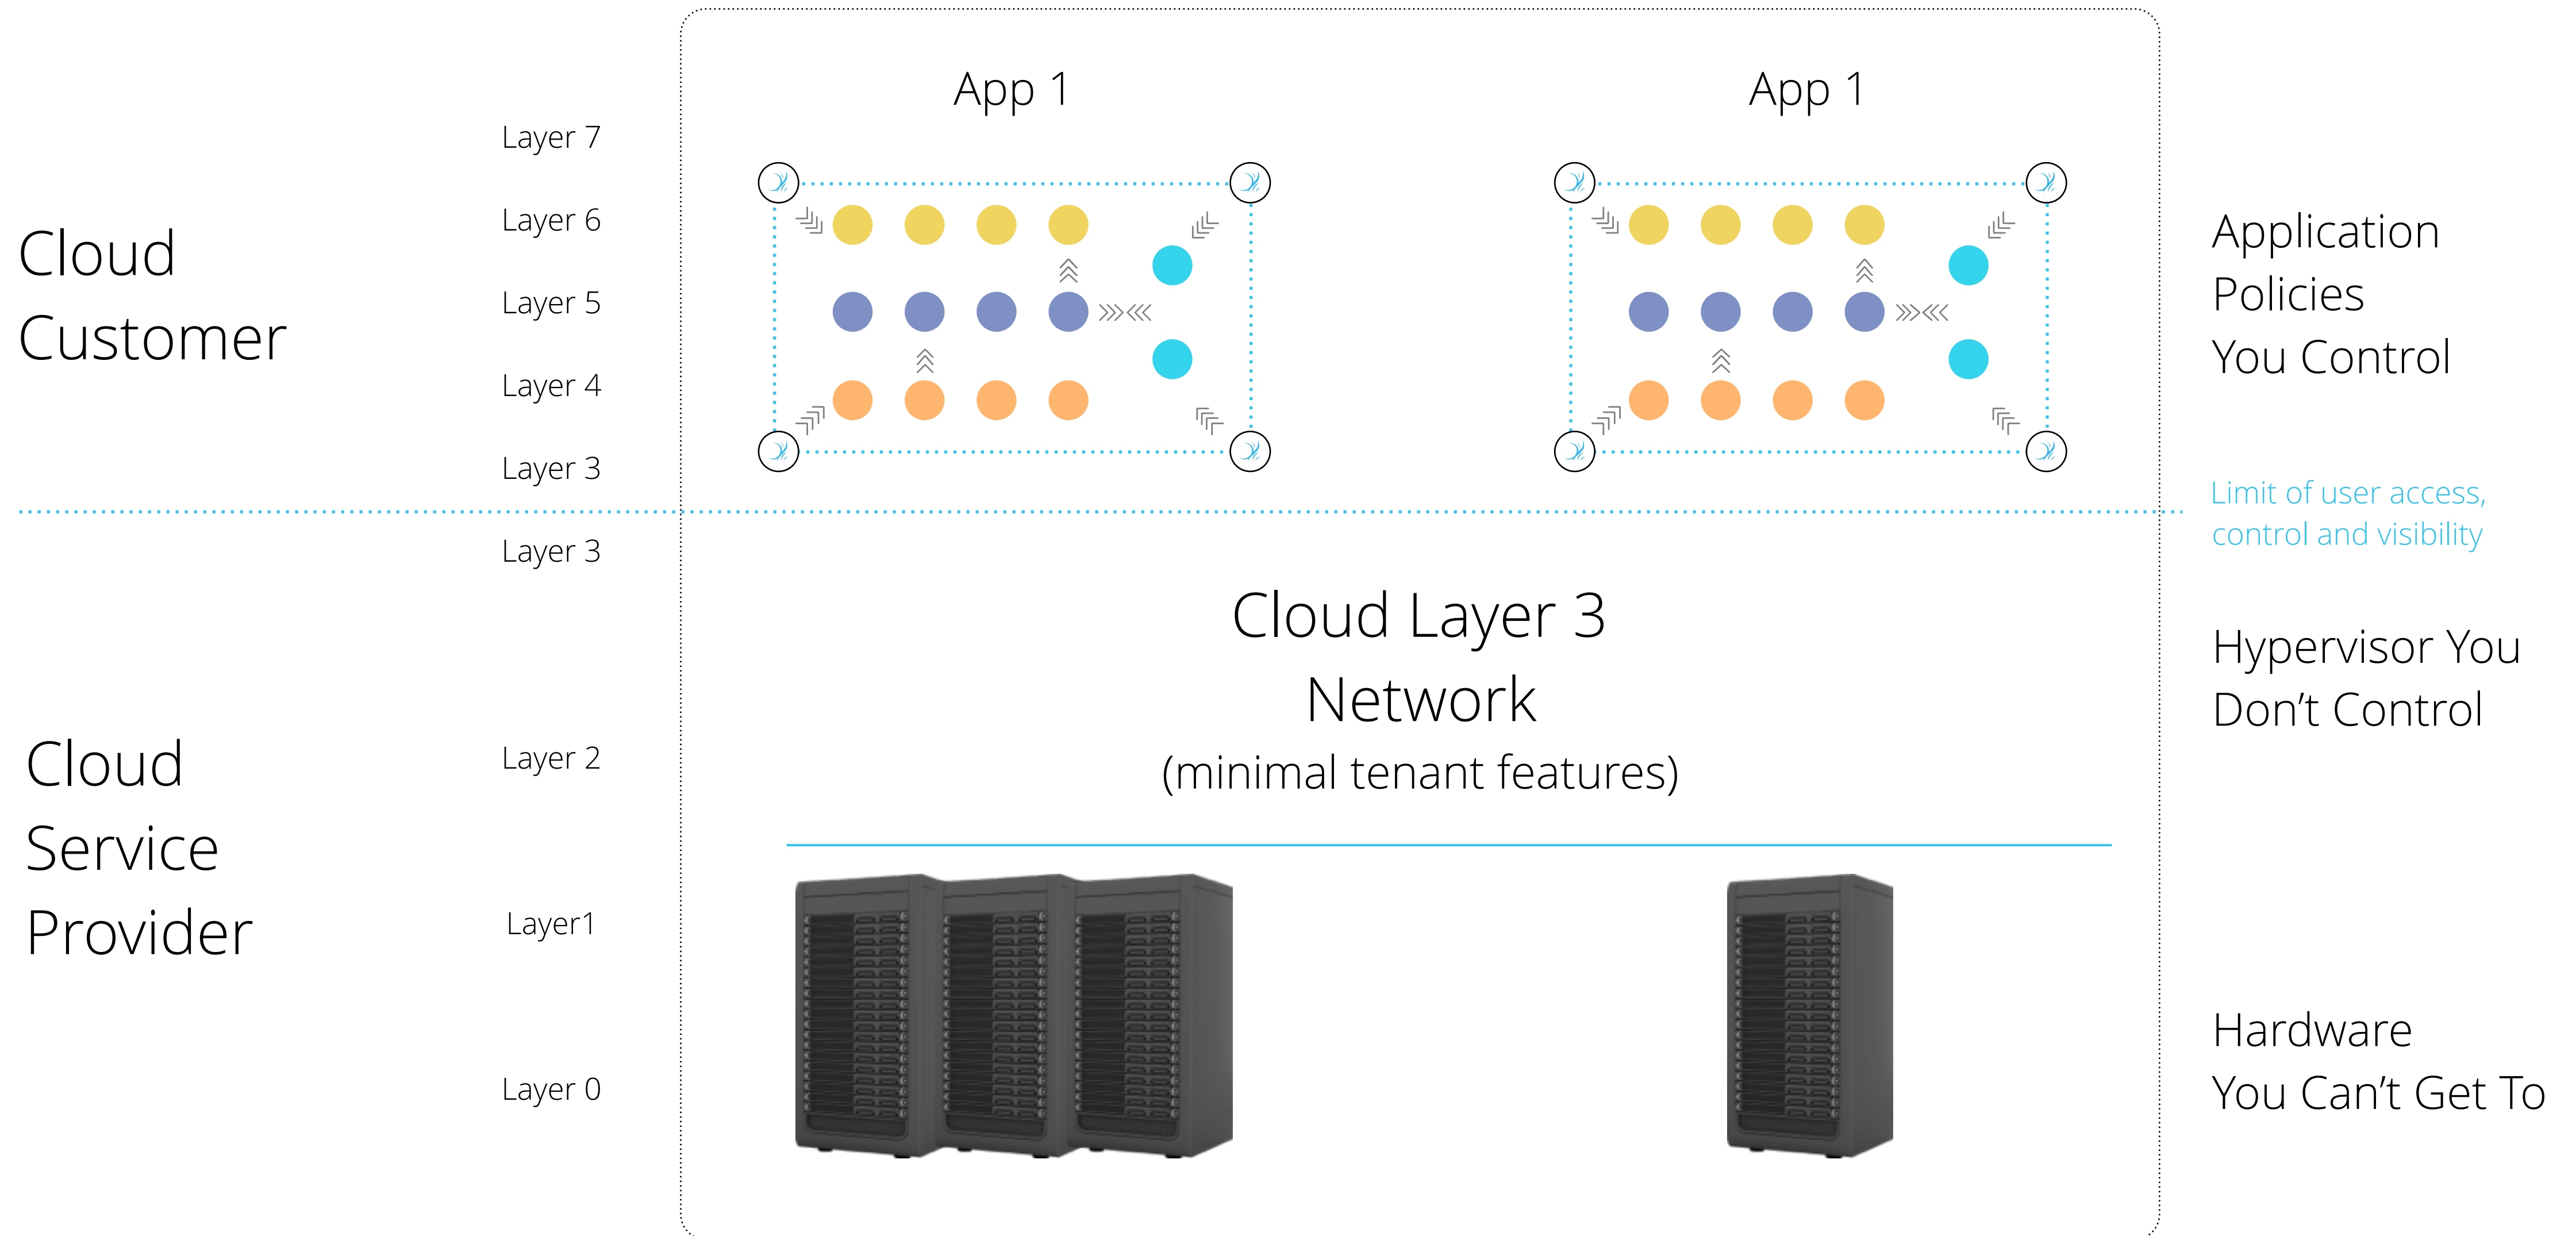 App 1
App 1
Layer 7
Layer 6
Layer 5
Layer 4
Layer 3
Cloud
Customer
Application
Policies
You Control
Limit of user access,
control and visibility
Layer 3
Cloud Layer 3
Network
(minimal tenant features)
Hypervisor You
Don’t Control
Cloud
Service
Provider
Layer 2
Layer1
Layer 0
Hardware
You Can’t Get To